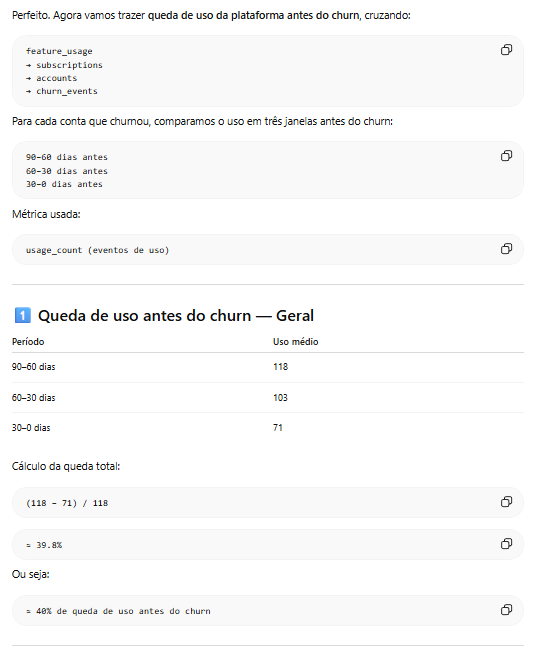 Perfeito. Agora vamos trazer queda de uso da plataforma antes do churn, cruzando:
feature_usage
→ subscriptions
→ accounts
→ churn_events
Para cada conta que churnou, comparamos o uso em três janelas antes do churn:
90–60 dias antes
60–30 dias antes
30–0 dias antes
Métrica usada:
usage_count (eventos de uso)
1 Queda de uso antes do churn — Geral
Período Uso médio
90–60 dias 118
60–30 dias 103
30–0 dias 71
Cálculo da queda total:
(118 − 71) / 118
= 39.8%
Ou seja:
≈ 40% de queda de uso antes do churn